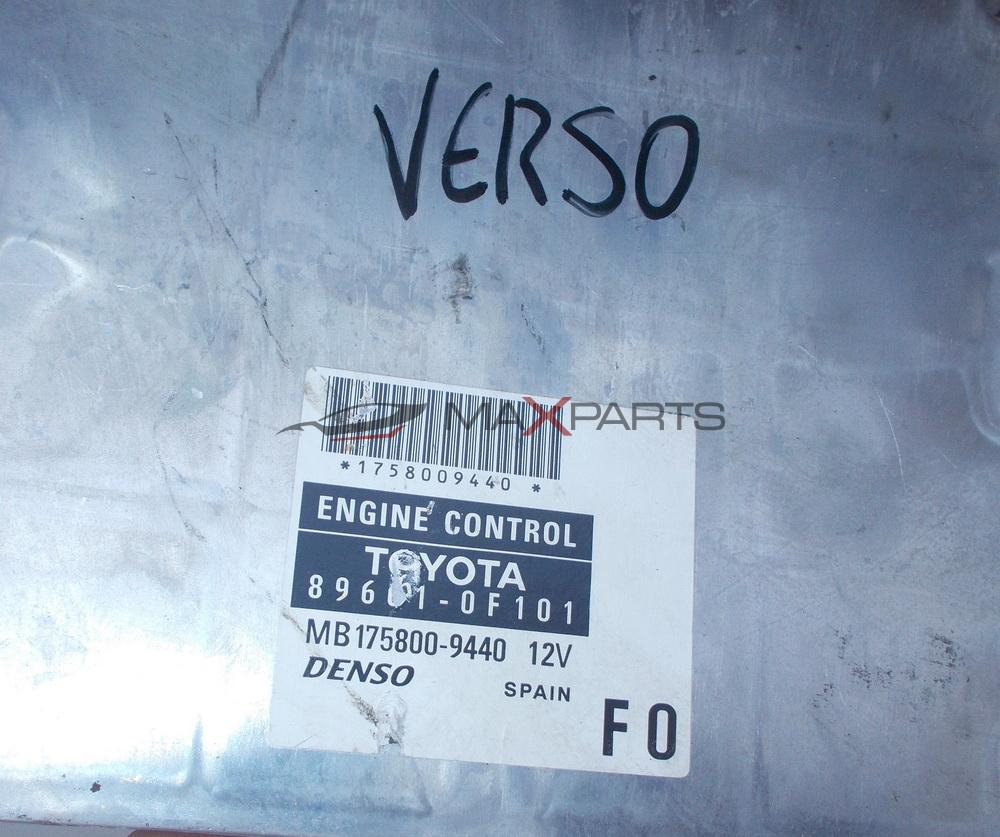 VERSO
MAXPARTS
*1758009440*
ENGINE CONTROL
TOYOTA
89661-0F101
MB175800-9440 12V
DENSO SPAIN
F0